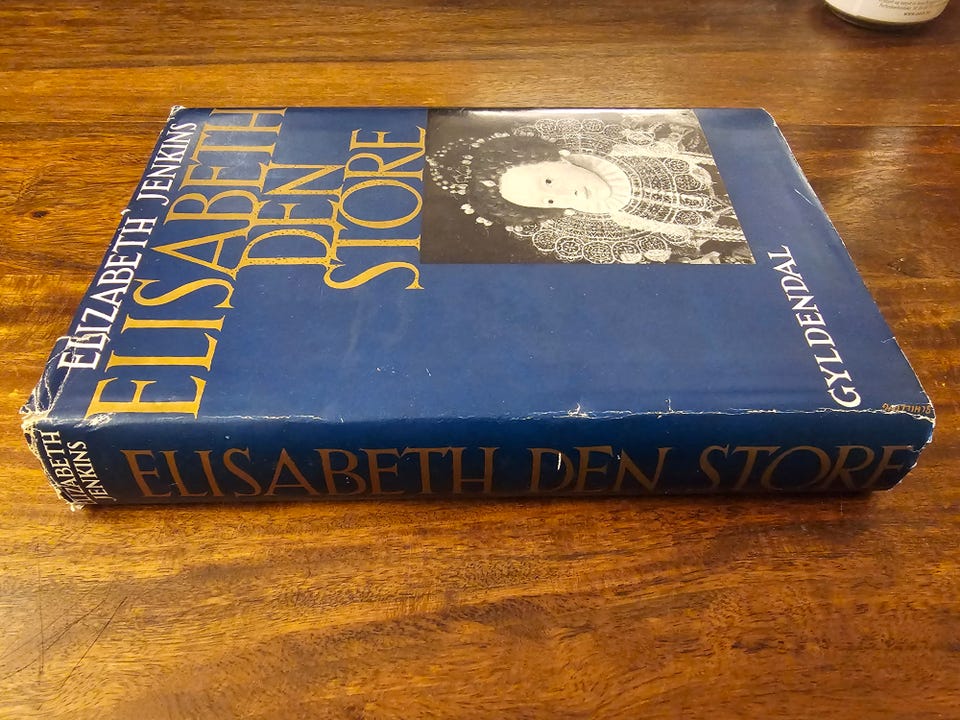 ELIZABETH JENKINS
ELISABETH
DEN
STORE
GYLDENDAL
ELIZABETH
JENKINS
ELISABETH DEN STORE